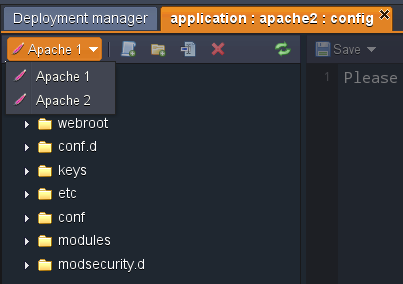 Deployment manager application : apache2 : config
Apache 1 Save
Apache 1
Apache 2
1 Please
webroot
conf.d
keys
etc
conf
modules
modsecurity.d